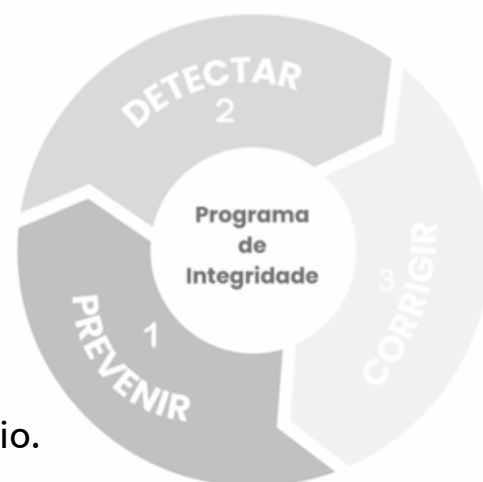 DETECTAR
2
Programa
de
Integridade
3
CORRIGIR
1
PREVENIR
io.